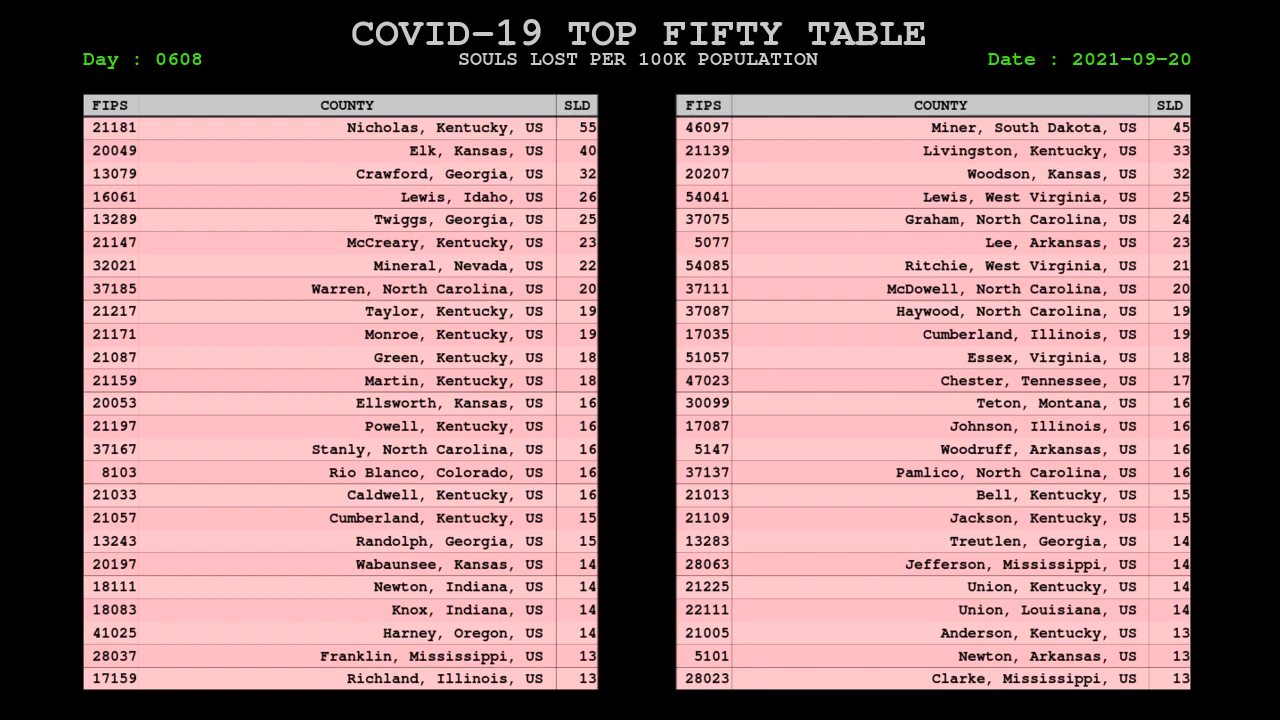 COVID-19 TOP FIFTY TABLE
Day : 0608 SOULS LOST PER 100K POPULATION Date : 2021-09-20
FIPS COUNTY SLD FIPS COUNTY SLD
21181 Nicholas, Kentucky, US 55 46097 Miner, South Dakota, US 45
20049 Elk, Kansas, US 40 21139 Livingston, Kentucky, US 33
13079 Crawford, Georgia, US 32 20207 Woodson, Kansas, US 32
16061 Lewis, Idaho, US 26 54041 Lewis, West Virginia, US 25
13289 Twiggs, Georgia, US 25 37075 Graham, North Carolina, US 24
21147 McCreary, Kentucky, US 23 5077 Lee, Arkansas, US 23
32021 Mineral, Nevada, US 22 54085 Ritchie, West Virginia, US 21
37185 Warren, North Carolina, US 20 37111 McDowell, North Carolina, US 20
21217 Taylor, Kentucky, US 19 37087 Haywood, North Carolina, US 19
21171 Monroe, Kentucky, US 19 17035 Cumberland, Illinois, US 19
21087 Green, Kentucky, US 18 51057 Essex, Virginia, US 18
21159 Martin, Kentucky, US 18 47023 Chester, Tennessee, US 17
20053 Ellsworth, Kansas, US 16 30099 Teton, Montana, US 16
21197 Powell, Kentucky, US 16 17087 Johnson, Illinois, US 16
37167 Stanly, North Carolina, US 16 5147 Woodruff, Arkansas, US 16
8103 Rio Blanco, Colorado, US 16 37137 Pamlico, North Carolina, US 16
21033 Caldwell, Kentucky, US 16 21013 Bell, Kentucky, US 15
21057 Cumberland, Kentucky, US 15 21109 Jackson, Kentucky, US 15
13243 Randolph, Georgia, US 15 13283 Treutlen, Georgia, US 14
20197 Wabaunsee, Kansas, US 14 28063 Jefferson, Mississippi, US 14
18111 Newton, Indiana, US 14 21225 Union, Kentucky, US 14
18083 Knox, Indiana, US 14 22111 Union, Louisiana, US 14
41025 Harney, Oregon, US 14 21005 Anderson, Kentucky, US 13
28037 Franklin, Mississippi, US 13 5101 Newton, Arkansas, US 13
17159 Richland, Illinois, US 13 28023 Clarke, Mississippi, US 13